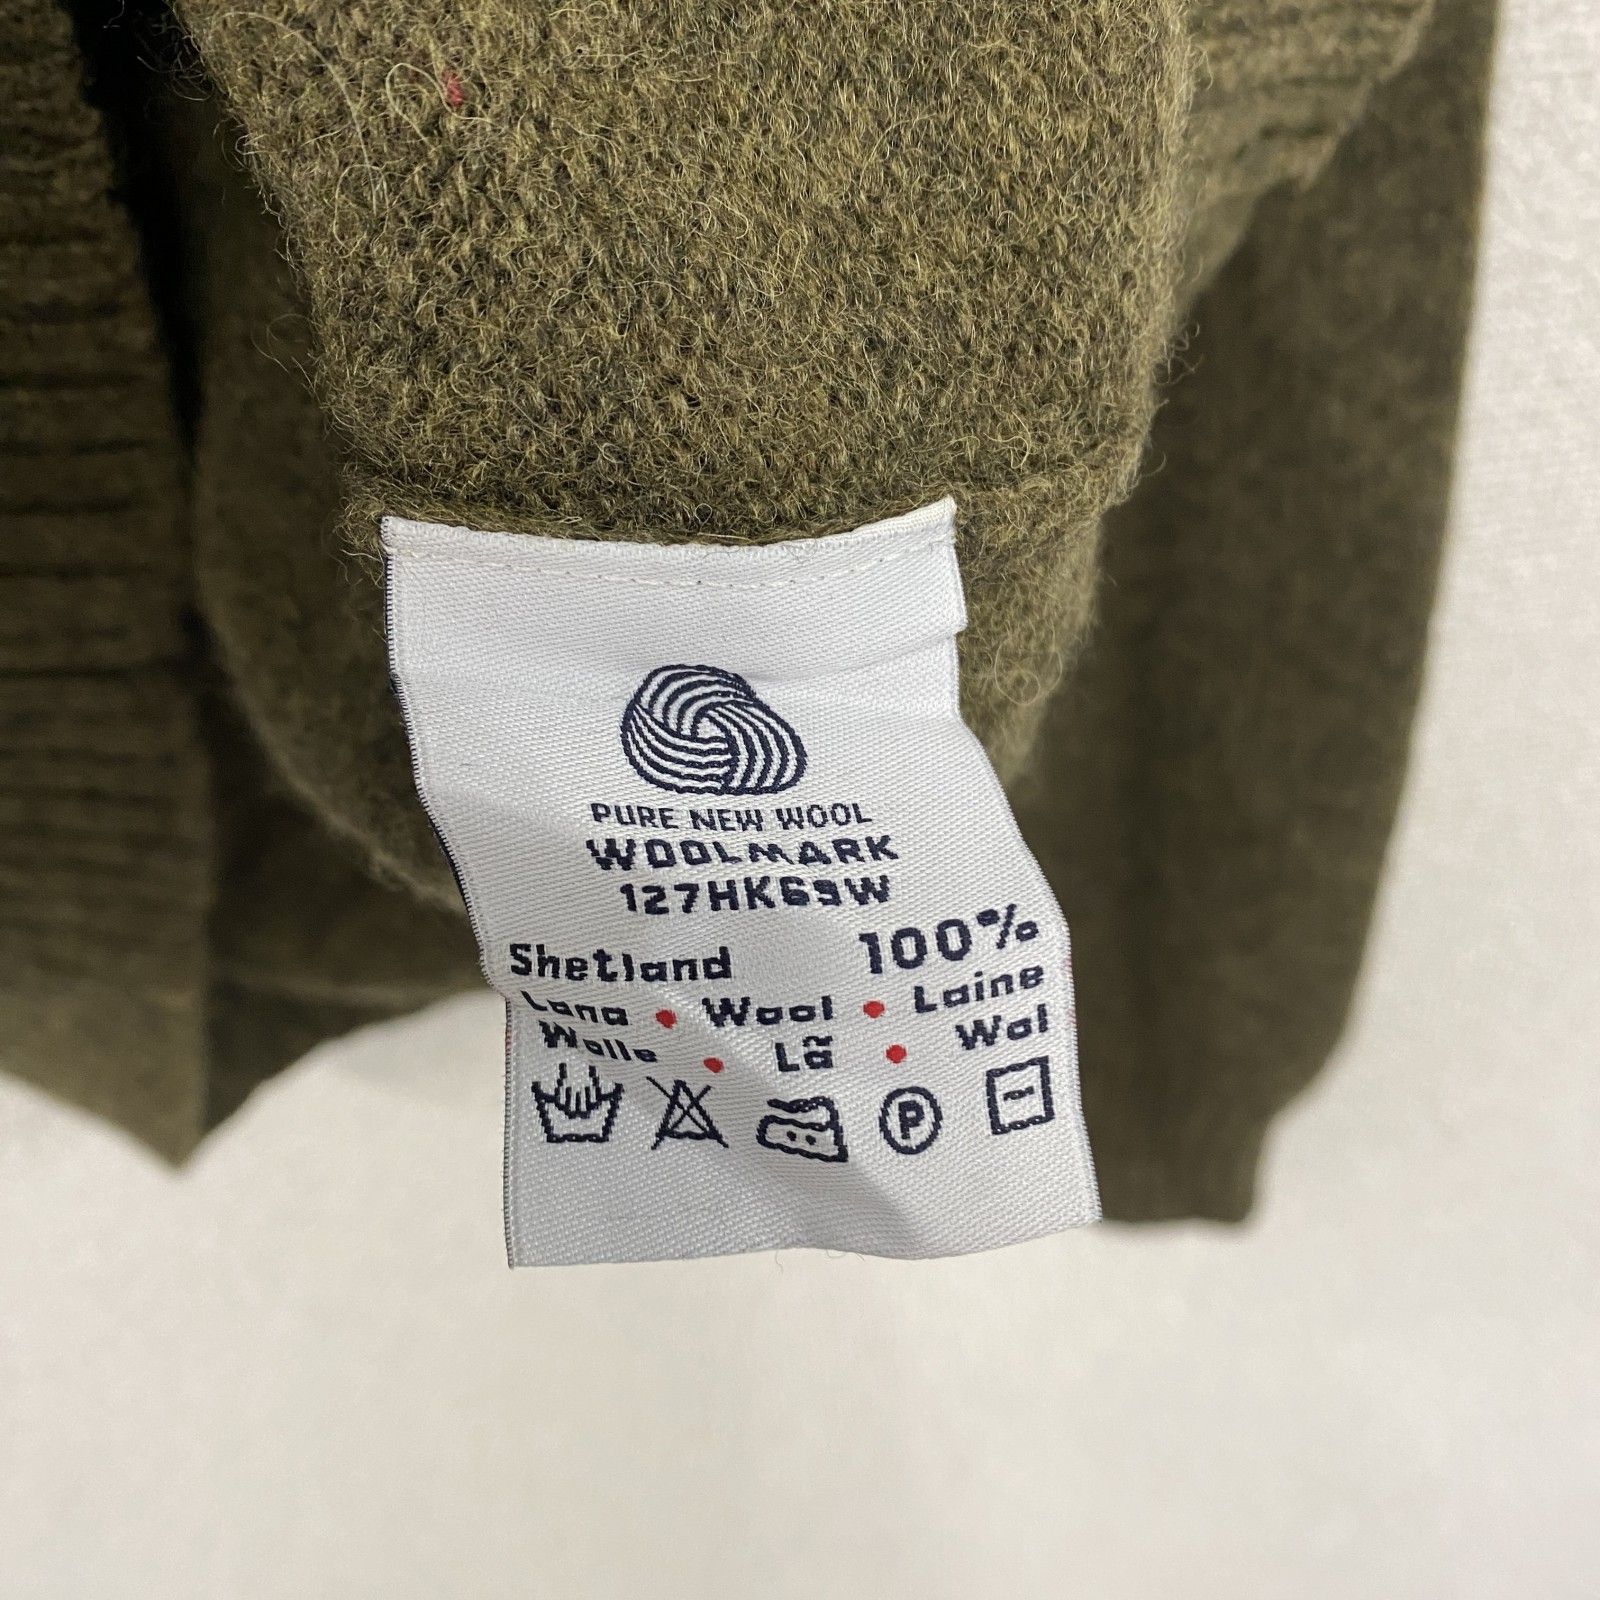 PURE NEW WOOL
WOOLMARK
127HK69W
Shetland 100%
Lana • Wool • Laine
Wolle • Lã • Wol
P